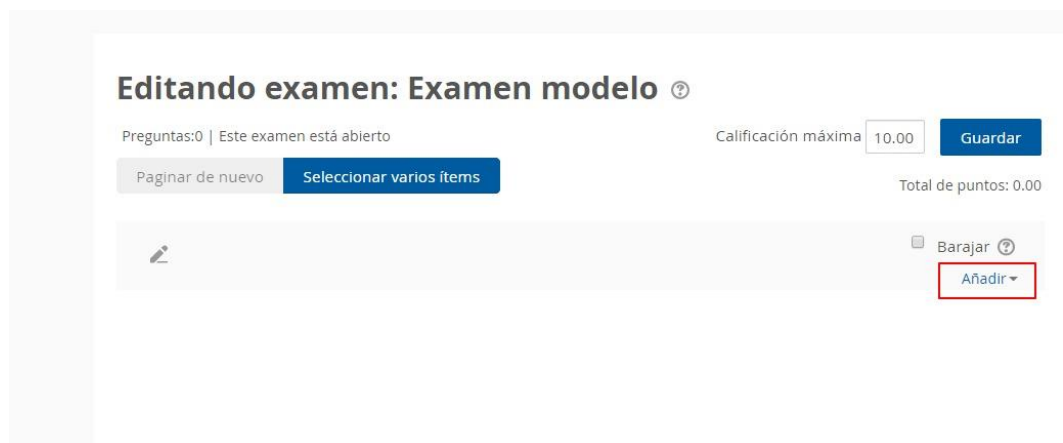 Editando examen: Examen modelo
Preguntas:0 | Este examen está abierto
Calificación máxima 10.00 Guardar
Paginar de nuevo Seleccionar varios ítems
Total de puntos: 0.00
Barajar
Añadir